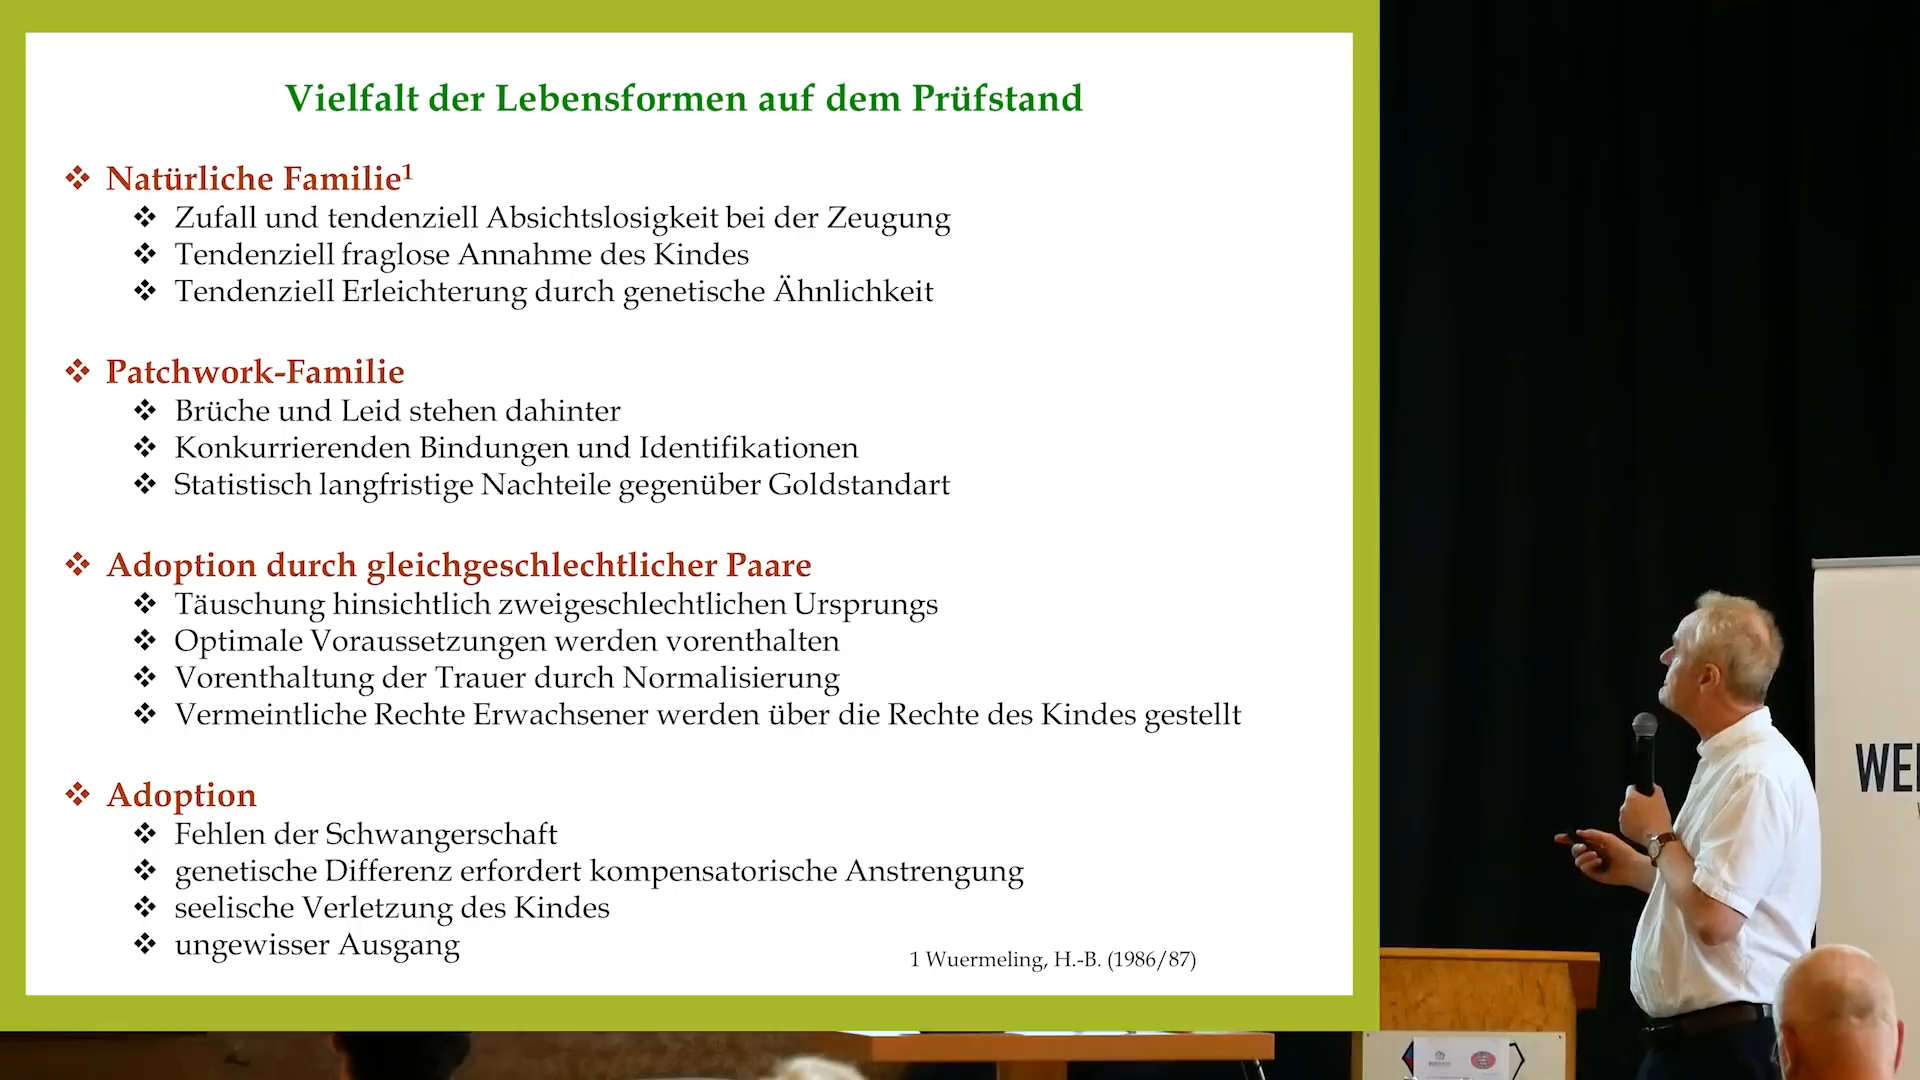 Vielfalt der Lebensformen auf dem Prüfstand
❖ Natürliche Familie¹
❖ Zufall und tendenziell Absichtslosigkeit bei der Zeugung
❖ Tendenziell fraglose Annahme des Kindes
❖ Tendenziell Erleichterung durch genetische Ähnlichkeit
❖ Patchwork-Familie
❖ Brüche und Leid stehen dahinter
❖ Konkurrierenden Bindungen und Identifikationen
❖ Statistisch langfristige Nachteile gegenüber Goldstandart
❖ Adoption durch gleichgeschlechtlicher Paare
❖ Täuschung hinsichtlich zweigeschlechtlichen Ursprungs
❖ Optimale Voraussetzungen werden vorenthalten
❖ Vorenthaltung der Trauer durch Normalisierung
❖ Vermeintliche Rechte Erwachsener werden über die Rechte des Kindes gestellt
❖ Adoption
❖ Fehlen der Schwangerschaft
❖ genetische Differenz erfordert kompensatorische Anstrengung
❖ seelische Verletzung des Kindes
❖ ungewisser Ausgang
1 Wuermeling, H.-B. (1986/87)